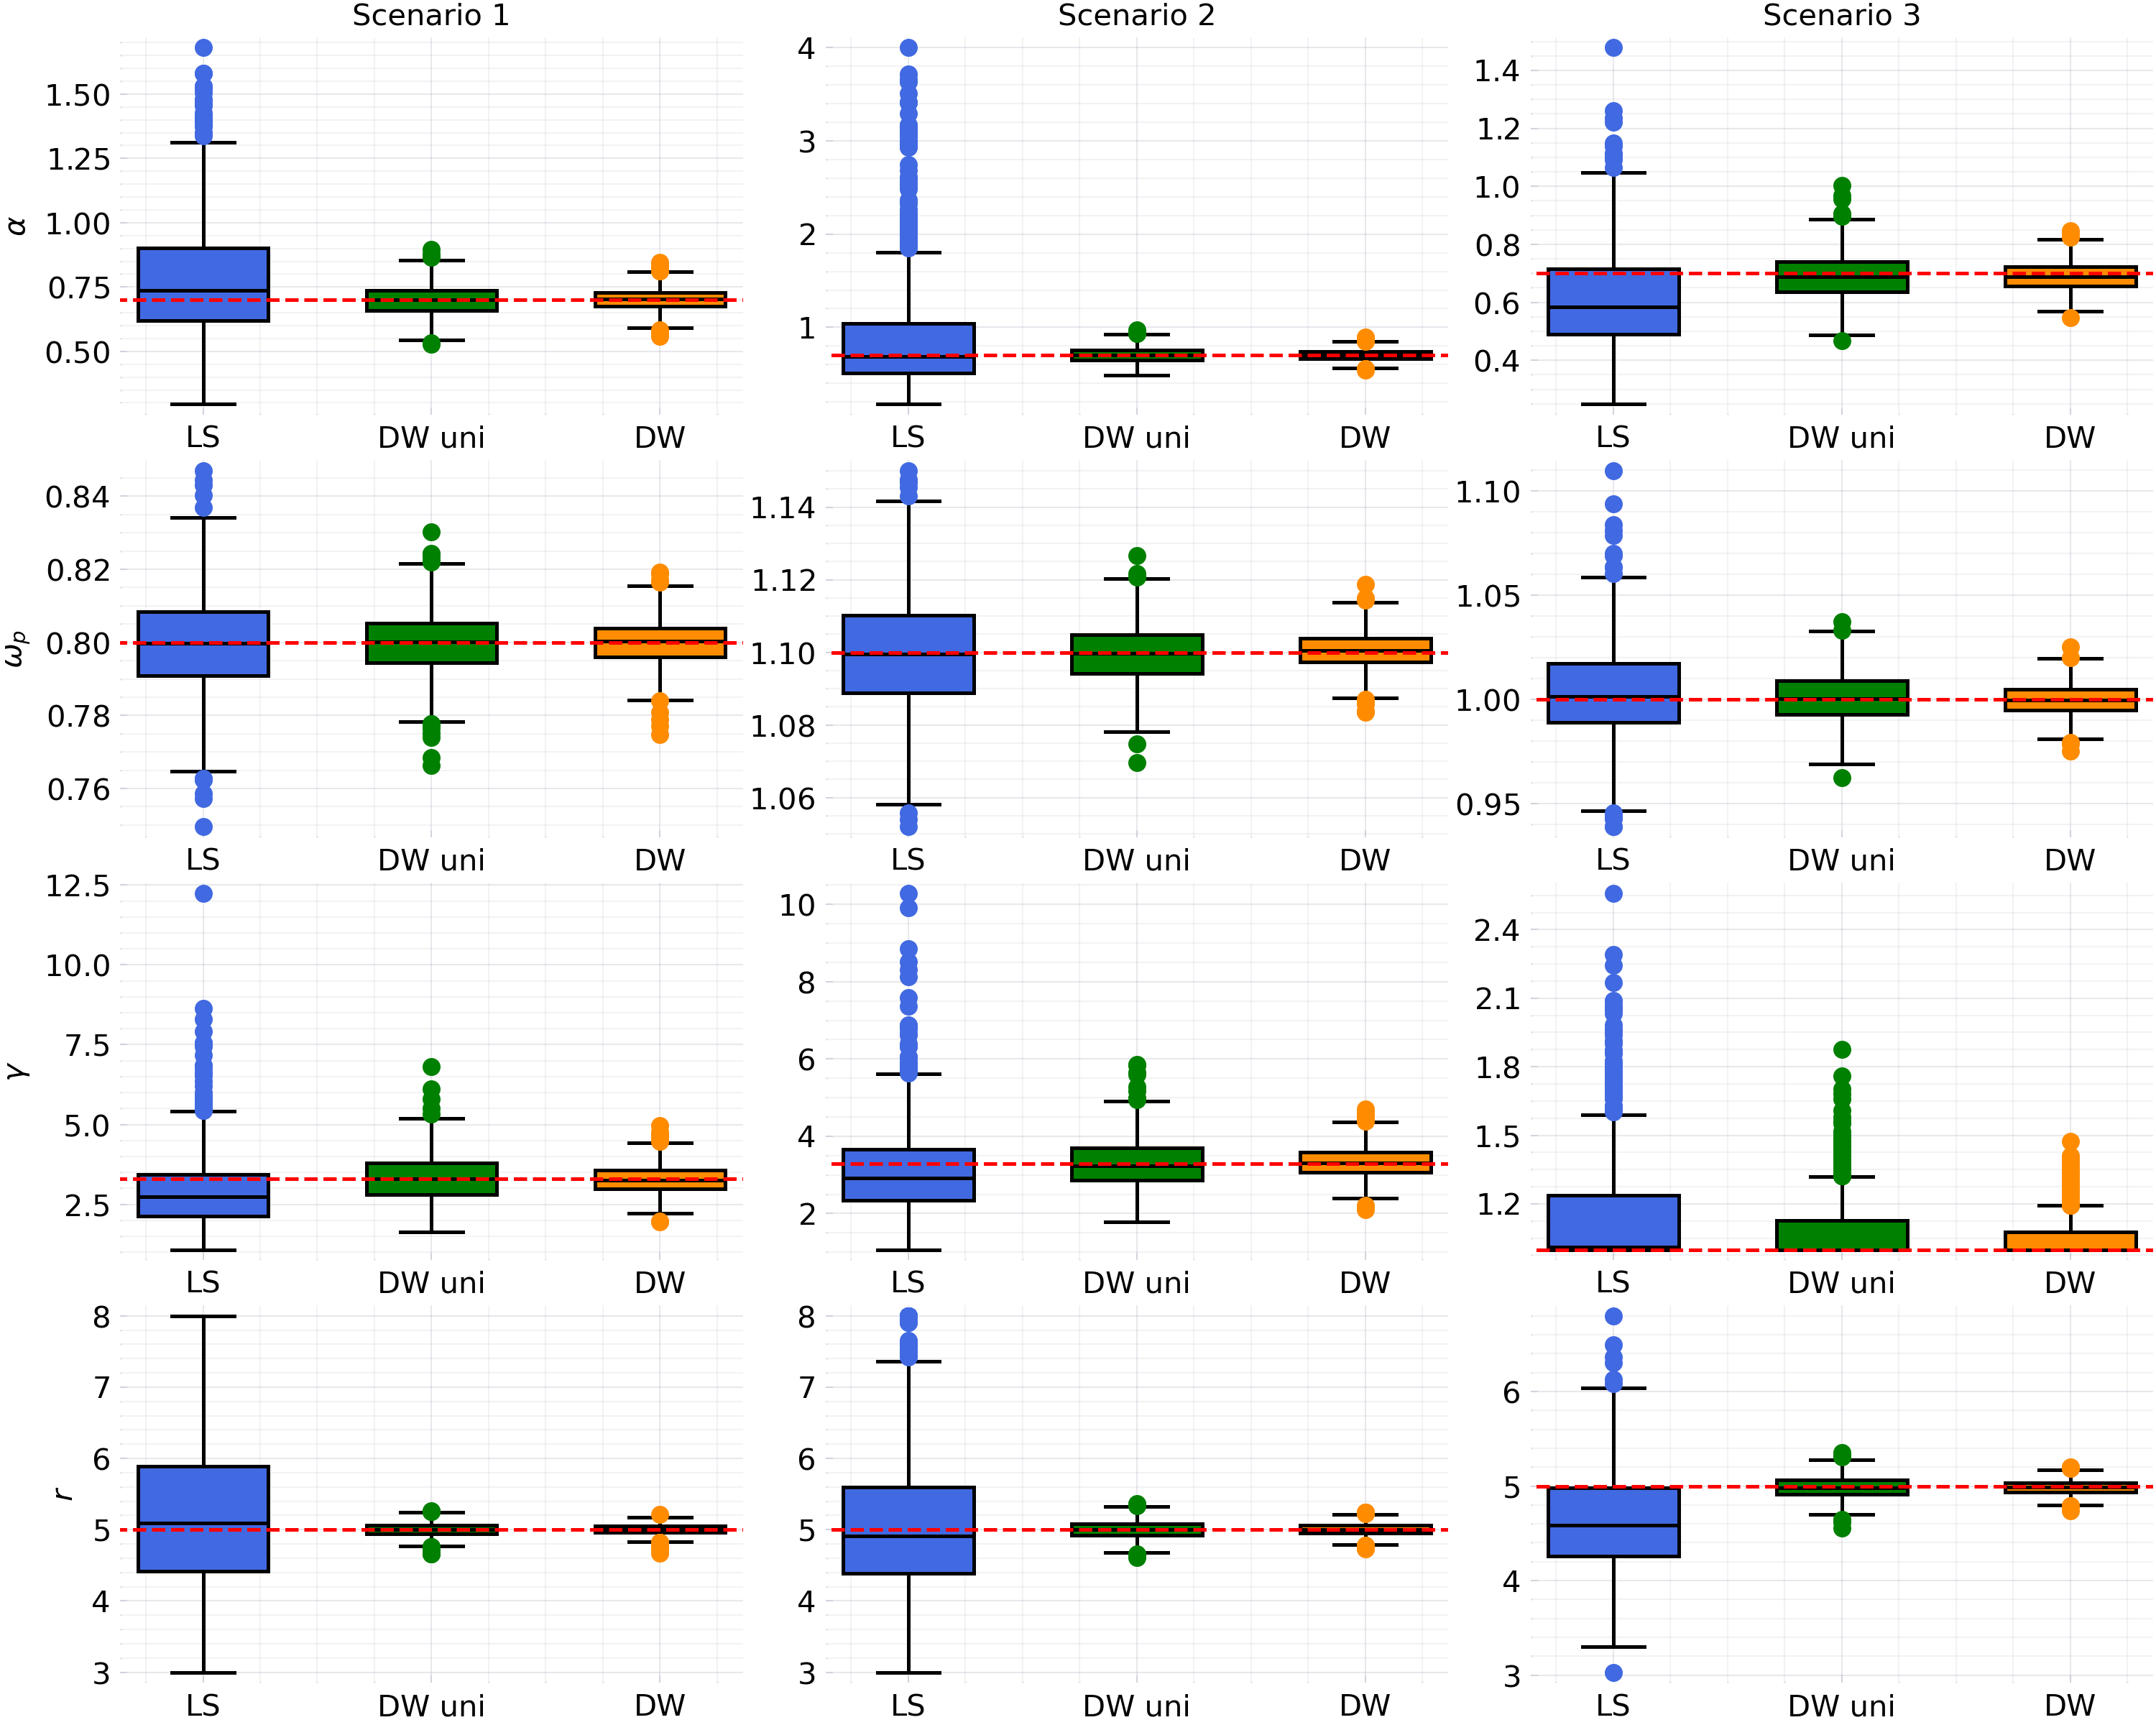 Scenario 1
Scenario 2
Scenario 3
α
1.50
1.25
1.00
0.75
0.50
LS
DW uni
DW
4
3
2
1
LS
DW uni
DW
1.4
1.2
1.0
0.8
0.6
0.4
LS
DW uni
DW
ωp
0.84
0.82
0.80
0.78
0.76
LS
DW uni
DW
1.14
1.12
1.10
1.08
1.06
LS
DW uni
DW
1.10
1.05
1.00
0.95
LS
DW uni
DW
γ
12.5
10.0
7.5
5.0
2.5
LS
DW uni
DW
10
8
6
4
2
LS
DW uni
DW
2.4
2.1
1.8
1.5
1.2
LS
DW uni
DW
r
8
7
6
5
4
3
LS
DW uni
DW
8
7
6
5
4
3
LS
DW uni
DW
6
5
4
3
LS
DW uni
DW